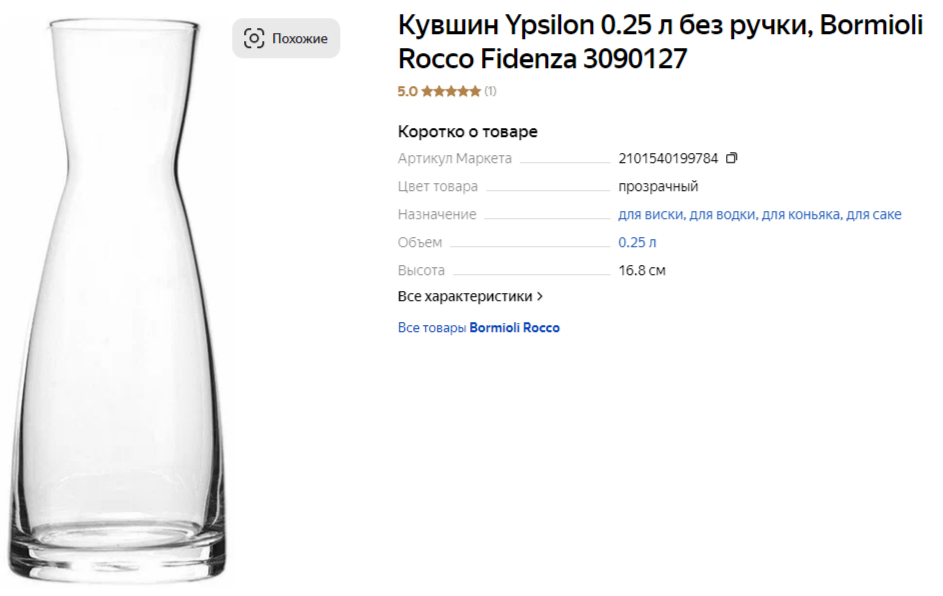 Похожие
Кувшин Ypsilon 0.25 л без ручки, Bormioli
Rocco Fidenza 3090127
5.0 ★★★★★ (1)
Коротко о товаре
Артикул Маркета 2101540199784
Цвет товара прозрачный
Назначение для виски, для водки, для коньяка, для саке
Объем 0.25 л
Высота 16.8 см
Все характеристики >
Все товары Bormioli Rocco